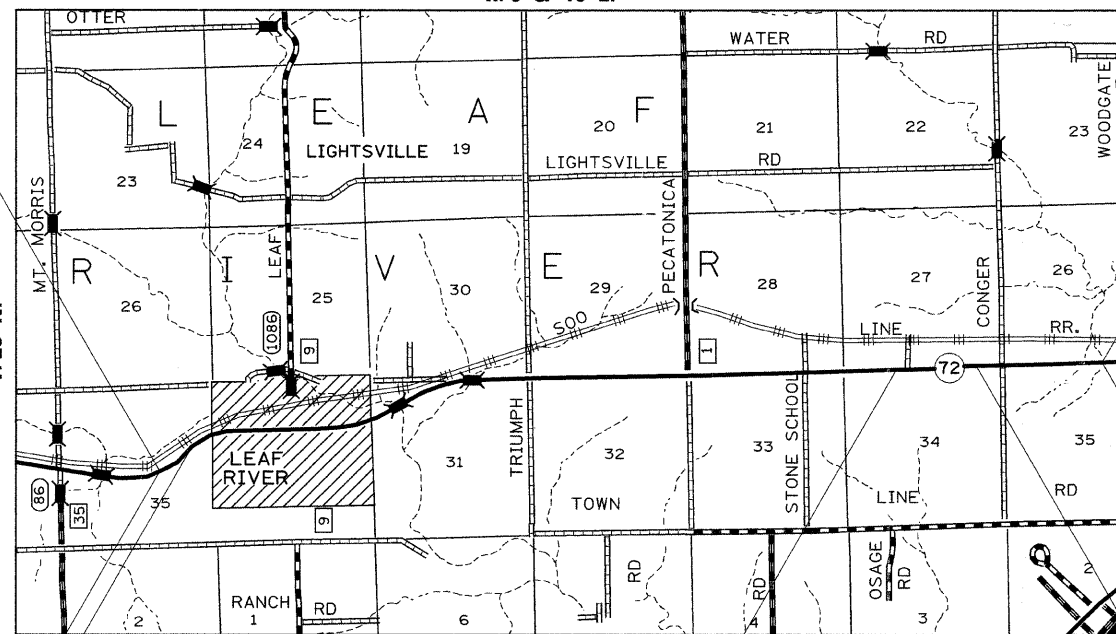 OTTER
WATER RD
WOODGATE
L E A F
20
21
22
23
24
LIGHTSVILLE
19
LIGHTSVILLE RD
23
MT. MORRIS
PECATONICA
LEAF
R I V E R
26
25
30
29
28
27
CONGER
26
1086
9
SOO LINE RR.
1
72
TRIUMPH
STONE SCHOOL
LEAF
RIVER
31
32
33
34
35
86
35
35
9
TOWN LINE RD
RD
RD
OSAGE
RD
2
RANCH RD
2
1
6
4
3